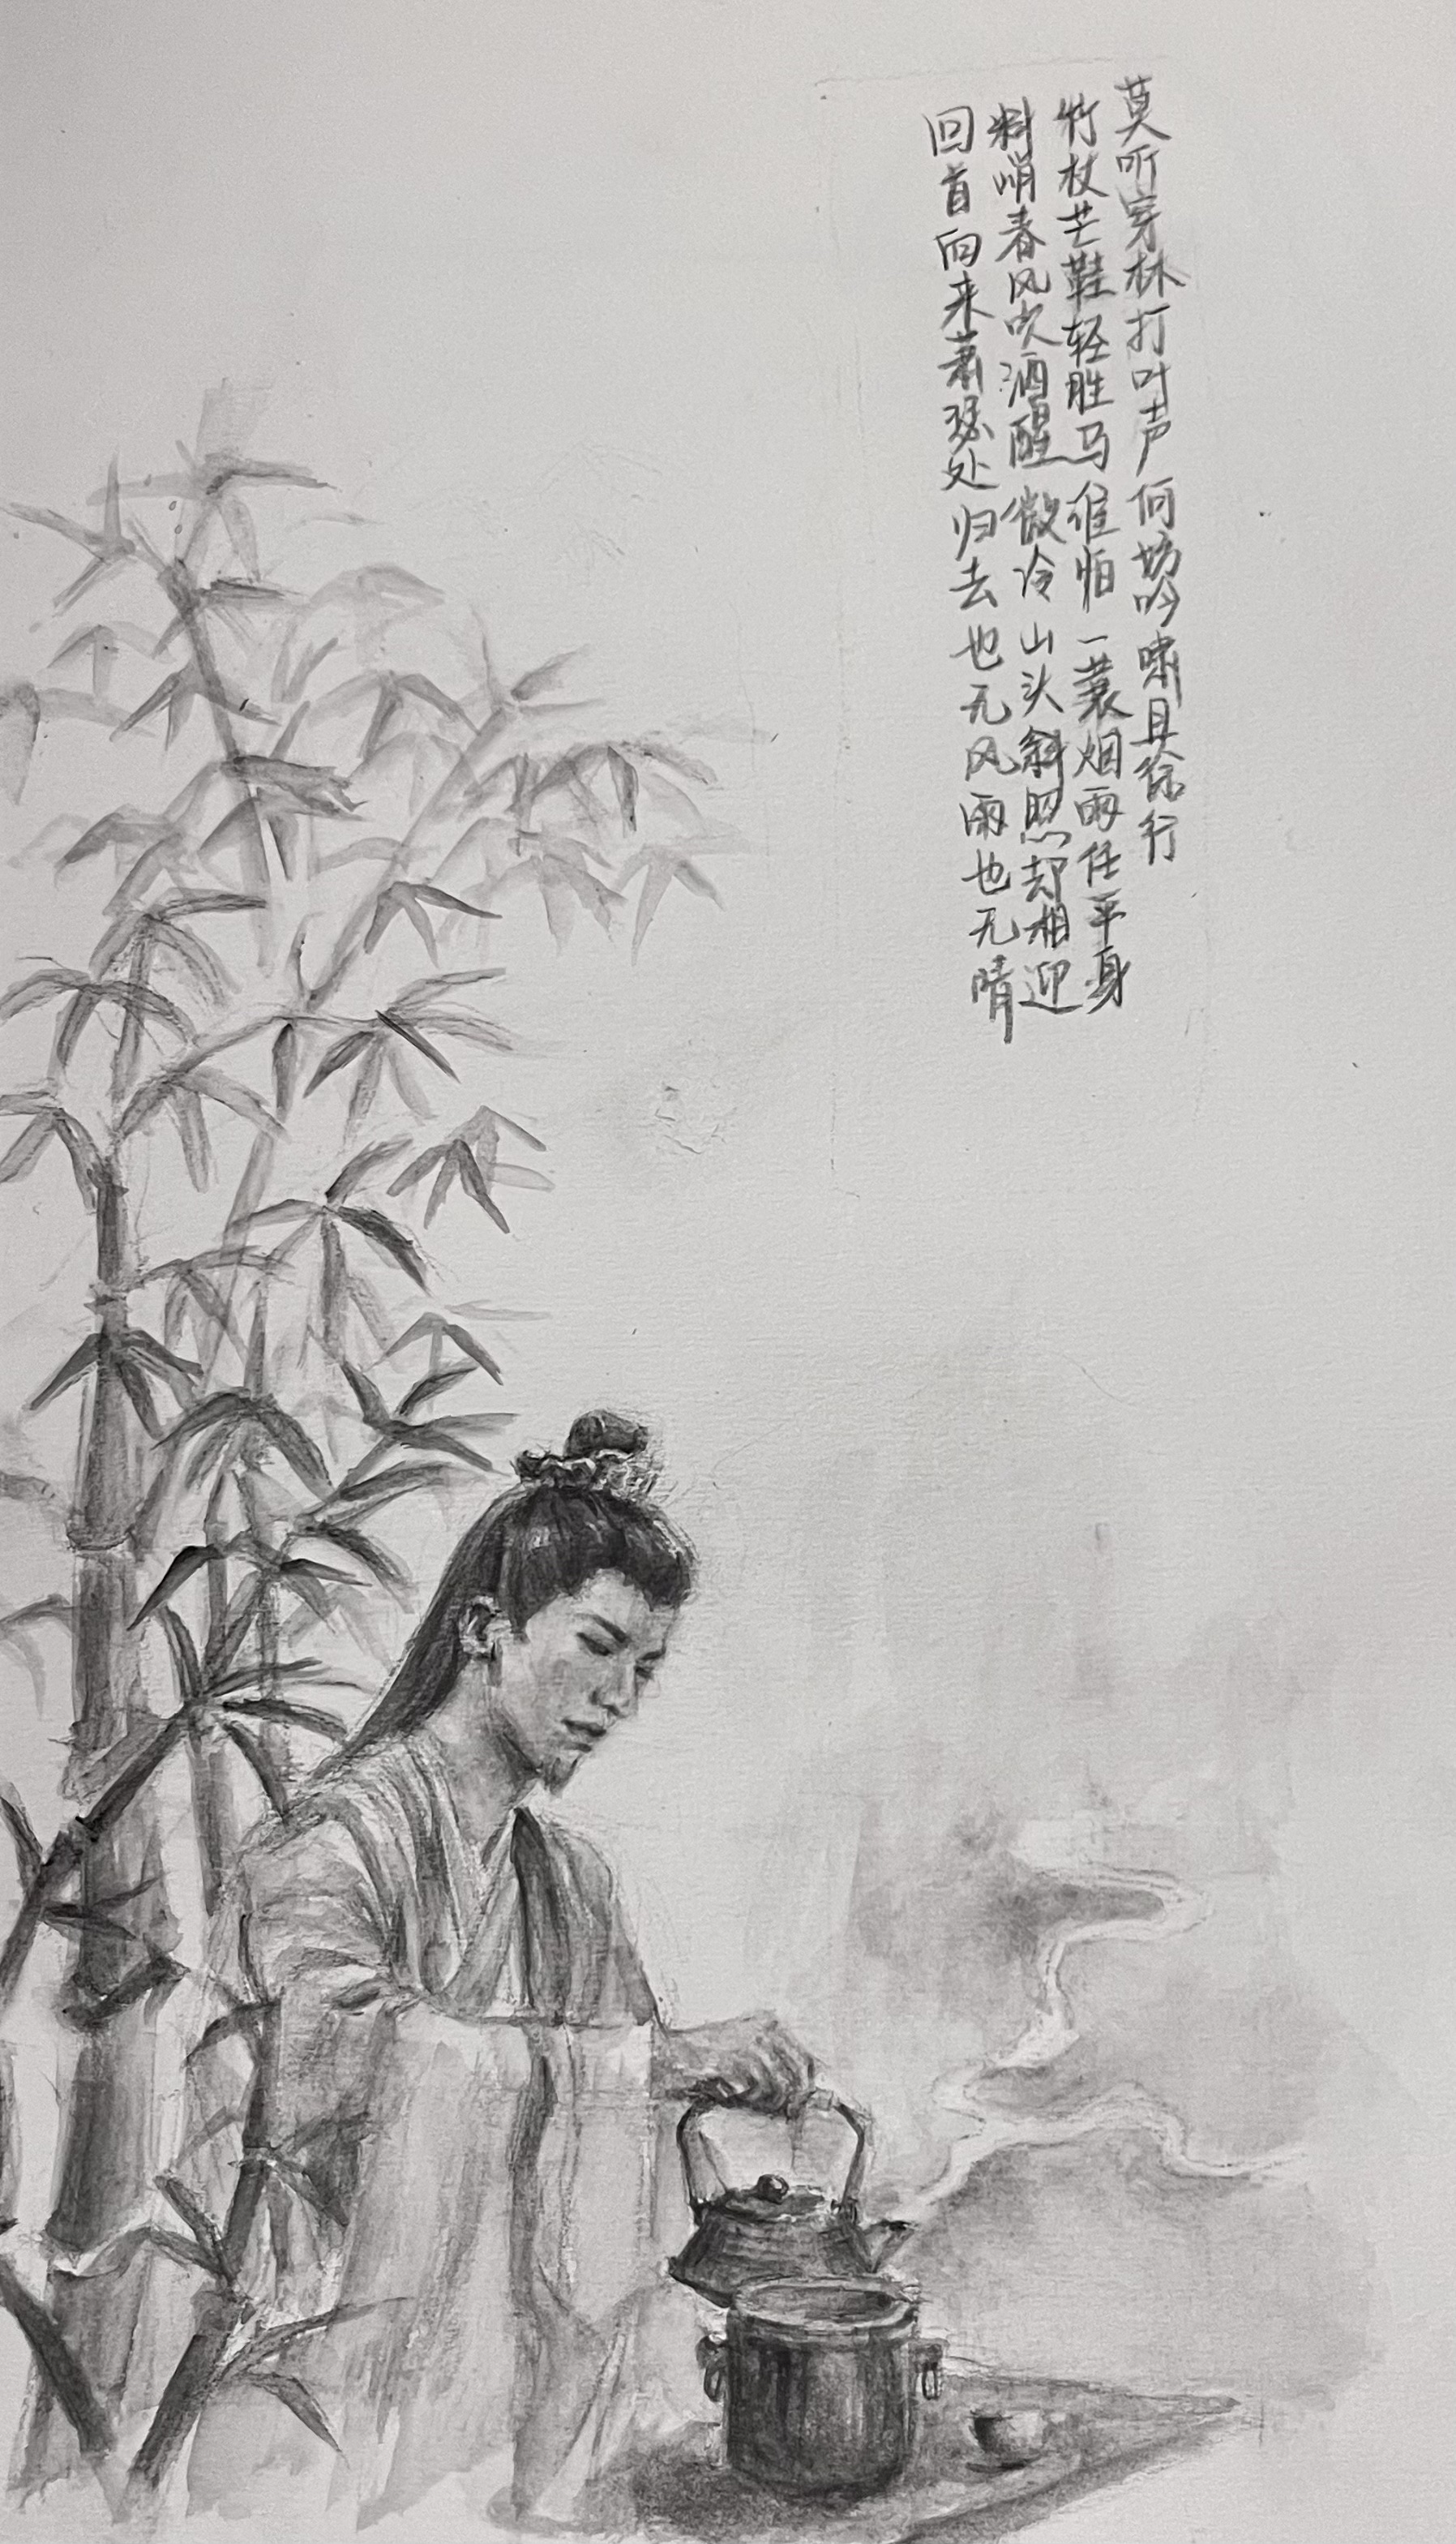 莫听穿林打叶声 何妨吟啸且徐行
竹杖芒鞋轻胜马 谁怕 一蓑烟雨任平身
料哨春风吹酒醒 微冷 山头斜照却相迎
回首向来萧瑟处 归去 也无风雨也无晴